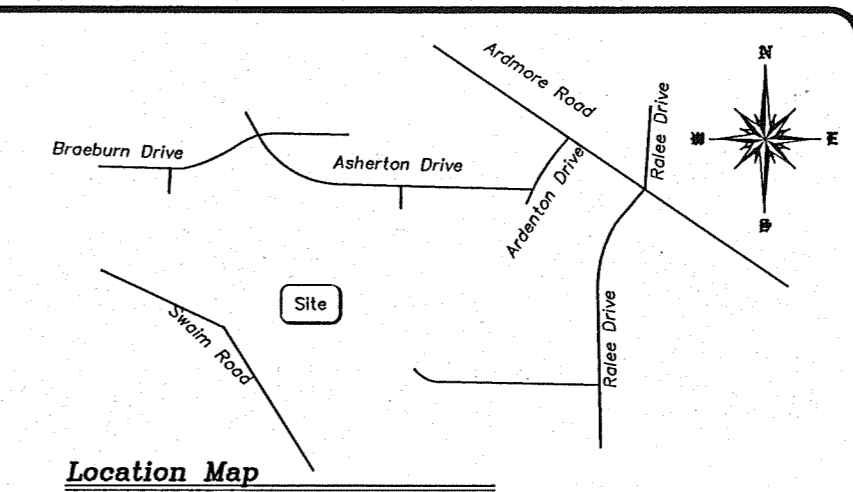 Ardmore Road
N
Ralee Drive
Braeburn Drive
Asherton Drive
W
E
Ardenton Drive
S
Site
Swaim Road
Ralee Drive
Location Map